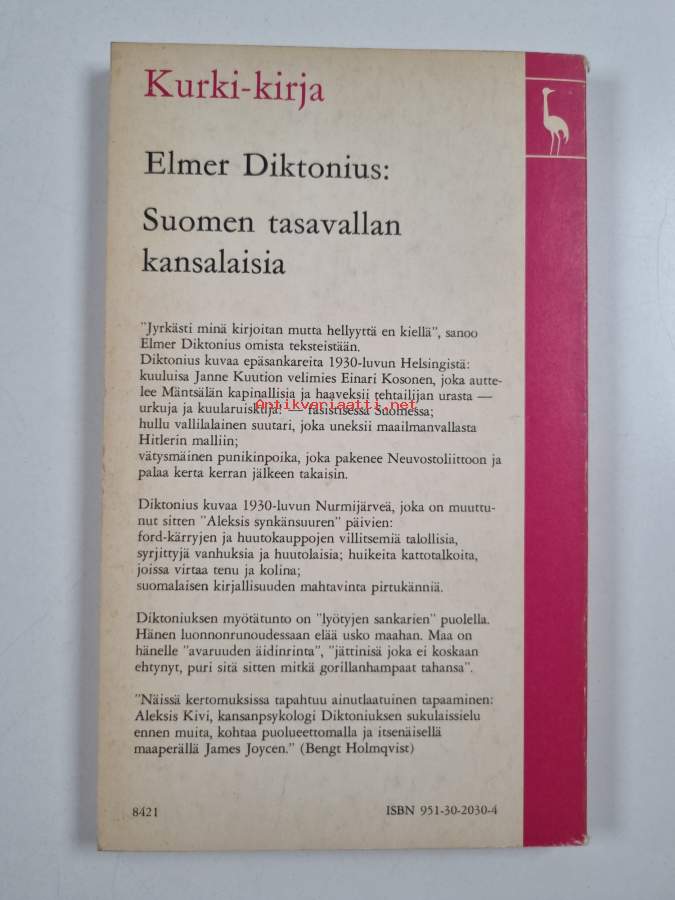 Kurki-kirja
Elmer Diktonius:
Suomen tasavallan
kansalaisia
"Jyrkästi minä kirjoitan mutta hellyyttä en kiellä", sanoo
Elmer Diktonius omista teksteistään.
Diktonius kuvaa epäsankareita 1930-luvun Helsingistä:
kuuluisa Janne Kuution velimies Einari Kosonen, joka autte-
lee Mäntsälän kapinallisia ja haaveksii tehtailijan urasta —
urkuja ja kuularuiskuja! — fasistisessa Suomessa;
Antikvariaatti.net
hullu vallilalainen suutari, joka uneksii maailmanvallasta
Hitlerin malliin;
vätysmäinen punikinpoika, joka pakenee Neuvostoliittoon ja
palaa kerta kerran jälkeen takaisin.
Diktonius kuvaa 1930-luvun Nurmijärveä, joka on muuttu-
nut sitten "Aleksis synkänsuuren" päivien:
ford-kärryjen ja huutokauppojen villitsemiä talollisia,
syrjittyjä vanhuksia ja huutolaisia; huikeita kattotalkoita,
joissa virtaa tenu ja kolina;
suomalaisen kirjallisuuden mahtavinta pirtukänniä.
Diktoniuksen myötätunto on "lyötyjen sankarien" puolella.
Hänen luonnonrunoudessaan elää usko maahan. Maa on
hänelle "avaruuden äidinrinta", "jättinisä joka ei koskaan
ehtynyt, puri sitä sitten mitkä gorillanhampaat tahansa".
"Näissä kertomuksissa tapahtuu ainutlaatuinen tapaaminen:
Aleksis Kivi, kansanpsykologi Diktoniuksen sukulaissielu
ennen muita, kohtaa puolueettomalla ja itsenäisellä
maaperällä James Joycen." (Bengt Holmqvist)
8421
ISBN 951-30-2030-4